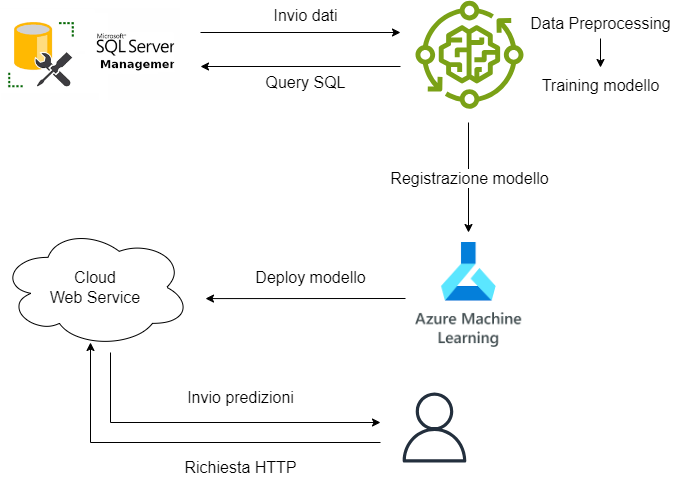 Invio dati
Microsoft
SQL Server
Managemen
Query SQL
Data Preprocessing
Training modello
Registrazione modello
Cloud
Web Service
Deploy modello
Azure Machine
Learning
Invio predizioni
Richiesta HTTP